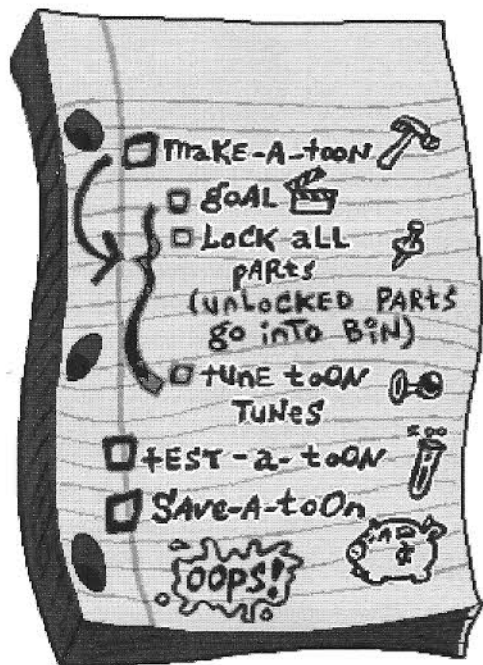 maKE-A-tooN
goAL
LocK aLL
pARts
(unLocKED PARts
go inTo BiN)
tunE tooN
TUNes
tEST-a-tooN
SAve-A-toOn
OOPS!